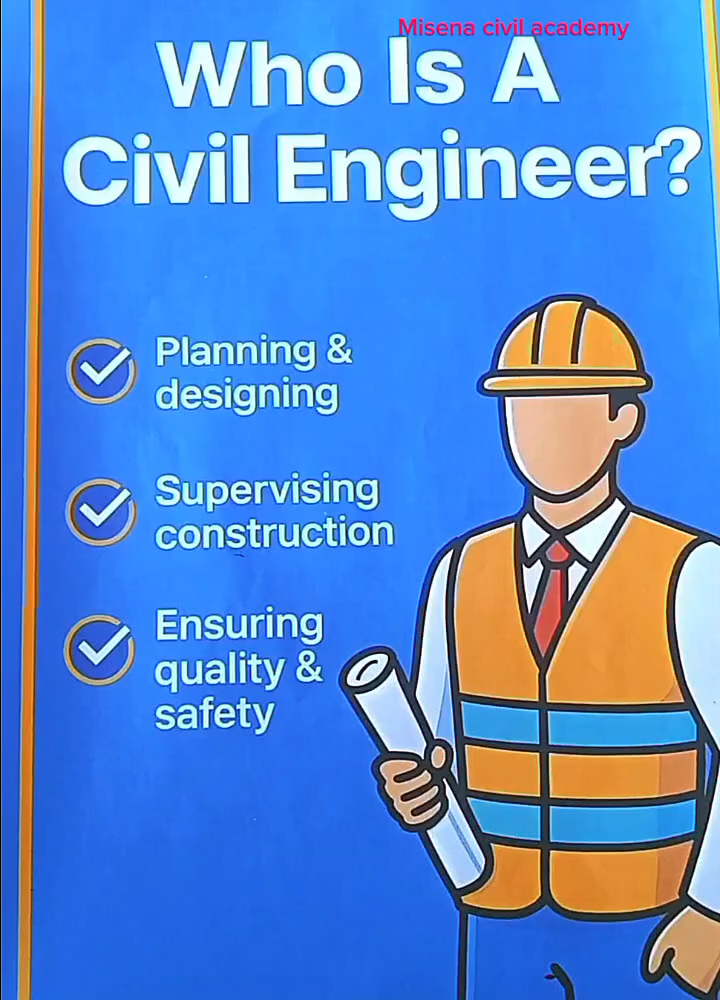 Misena civil academy
Who Is A
Civil Engineer?
Planning &
designing
Supervising
construction
Ensuring
quality &
safety